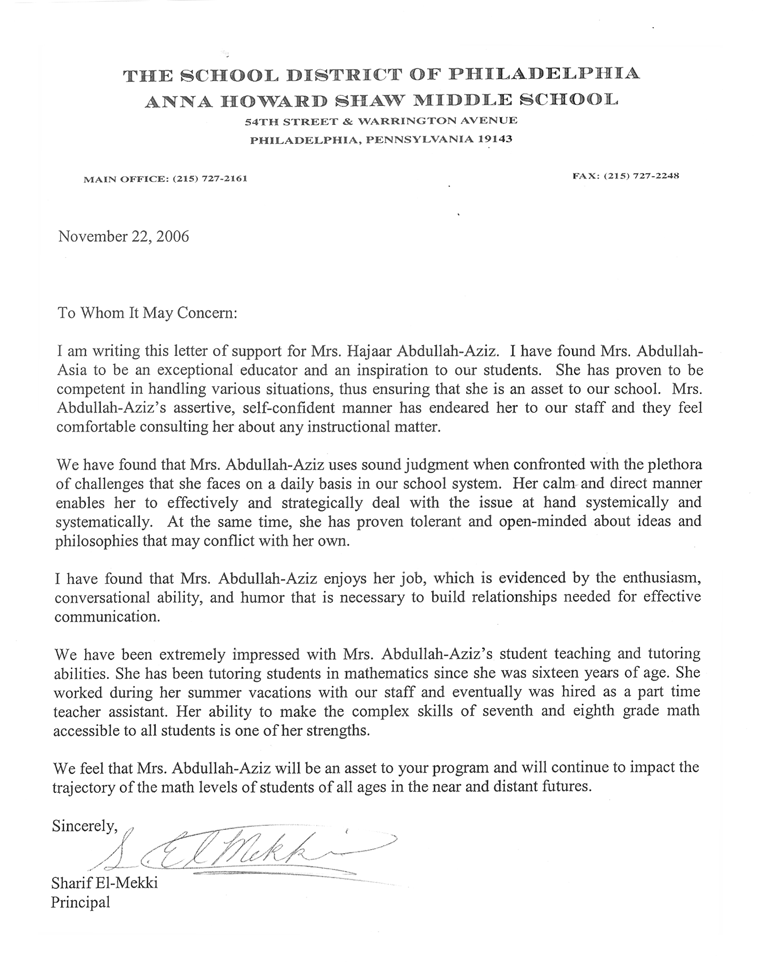 THE SCHOOL DISTRICT OF PHILADELPHIA
ANNA HOWARD SHAW MIDDLE SCHOOL
54TH STREET & WARRINGTON AVENUE
PHILADELPHIA, PENNSYLVANIA 19143
MAIN OFFICE: (215) 727-2161 FAX: (215) 727-2248
November 22, 2006
To Whom It May Concern:
I am writing this letter of support for Mrs. Hajaar Abdullah-Aziz. I have found Mrs. Abdullah-
Asia to be an exceptional educator and an inspiration to our students. She has proven to be
competent in handling various situations, thus ensuring that she is an asset to our school. Mrs.
Abdullah-Aziz's assertive, self-confident manner has endeared her to our staff and they feel
comfortable consulting her about any instructional matter.
We have found that Mrs. Abdullah-Aziz uses sound judgment when confronted with the plethora
of challenges that she faces on a daily basis in our school system. Her calm and direct manner
enables her to effectively and strategically deal with the issue at hand systemically and
systematically. At the same time, she has proven tolerant and open-minded about ideas and
philosophies that may conflict with her own.
I have found that Mrs. Abdullah-Aziz enjoys her job, which is evidenced by the enthusiasm,
conversational ability, and humor that is necessary to build relationships needed for effective
communication.
We have been extremely impressed with Mrs. Abdullah-Aziz's student teaching and tutoring
abilities. She has been tutoring students in mathematics since she was sixteen years of age. She
worked during her summer vacations with our staff and eventually was hired as a part time
teacher assistant. Her ability to make the complex skills of seventh and eighth grade math
accessible to all students is one of her strengths.
We feel that Mrs. Abdullah-Aziz will be an asset to your program and will continue to impact the
trajectory of the math levels of students of all ages in the near and distant futures.
Sincerely,
S. El Mekki
Sharif El-Mekki
Principal